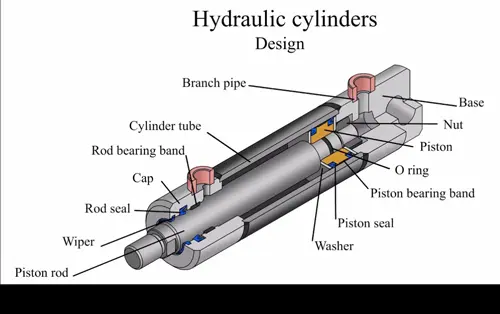 Hydraulic cylinders
Design
Branch pipe
Base
Cylinder tube
Nut
Rod bearing band
Piston
Cap
O ring
Piston bearing band
Rod seal
Piston seal
Wiper
Washer
Piston rod